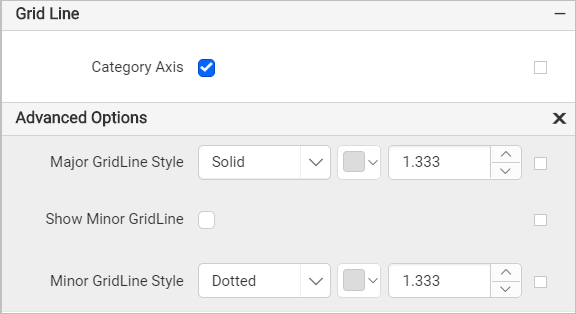 Grid Line
Category Axis
Advanced Options
Major GridLine Style Solid 1.333
Show Minor GridLine
Minor GridLine Style Dotted 1.333